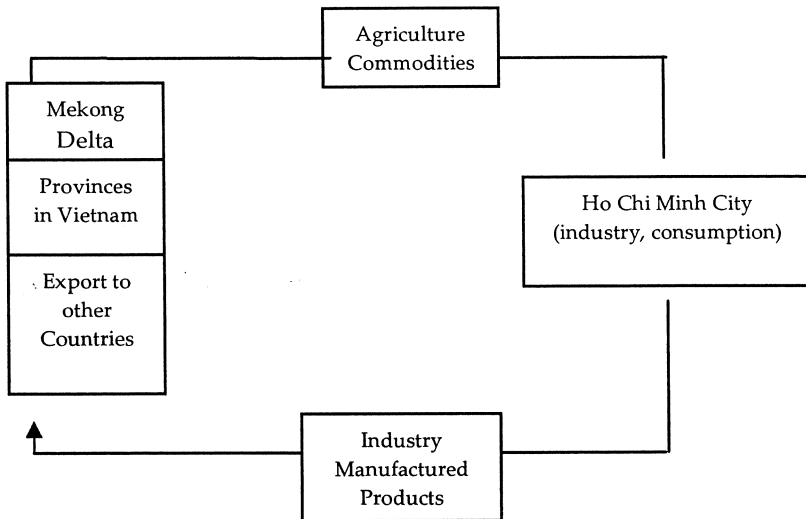 Agriculture
Commodities
Mekong
Delta
Provinces
in Vietnam
Export to
other
Countries
Ho Chi Minh City
(industry, consumption)
Industry
Manufactured
Products